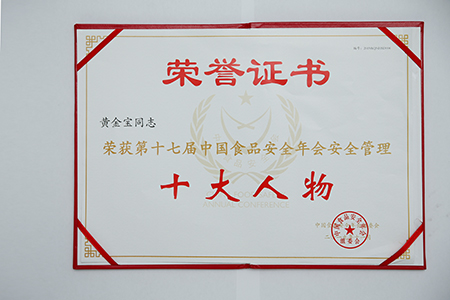 荣誉证书
黄金宝同志
荣获第十七届中国食品安全年会安全管理
十大人物